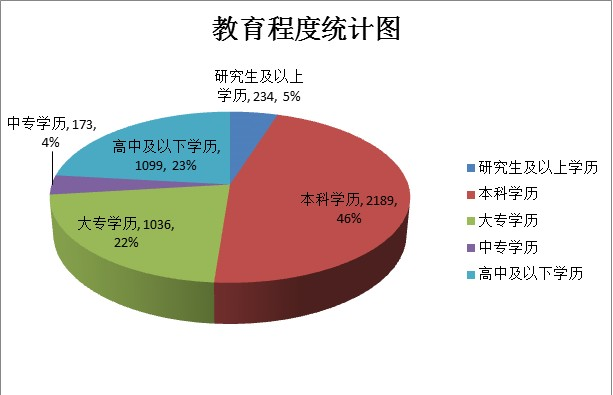 教育程度统计图
研究生及以上
学历, 234, 5%
中专学历, 173,
4%
高中及以下学历,
1099, 23%
本科学历, 2189,
46%
大专学历, 1036,
22%
研究生及以上学历
本科学历
大专学历
中专学历
高中及以下学历